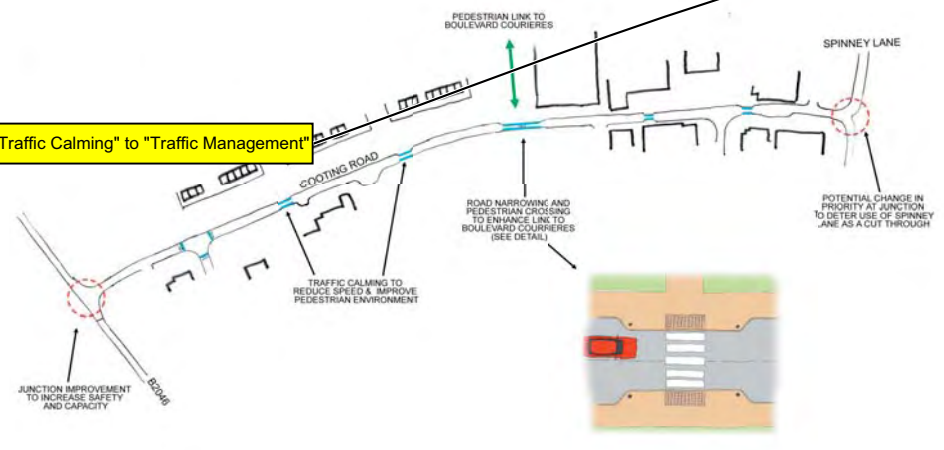 PEDESTRIAN LINK TO
BOULEVARD COURIERES
SPINNEY LANE
Traffic Calming" to "Traffic Management"
COOTING ROAD
ROAD NARROWING AND
PEDESTRIAN CROSSING
TO ENHANCE LINK TO
BOULEVARD COURRIERES
(SEE DETAIL)
POTENTIAL CHANGE IN
PRIORITY AT JUNCTION
TO DETER USE OF SPINNEY
LANE AS A CUT THROUGH
TRAFFIC CALMING TO
REDUCE SPEED & IMPROVE
PEDESTRIAN ENVIRONMENT
JUNCTION IMPROVEMENT
TO INCREASE SAFETY
AND CAPACITY
B2046